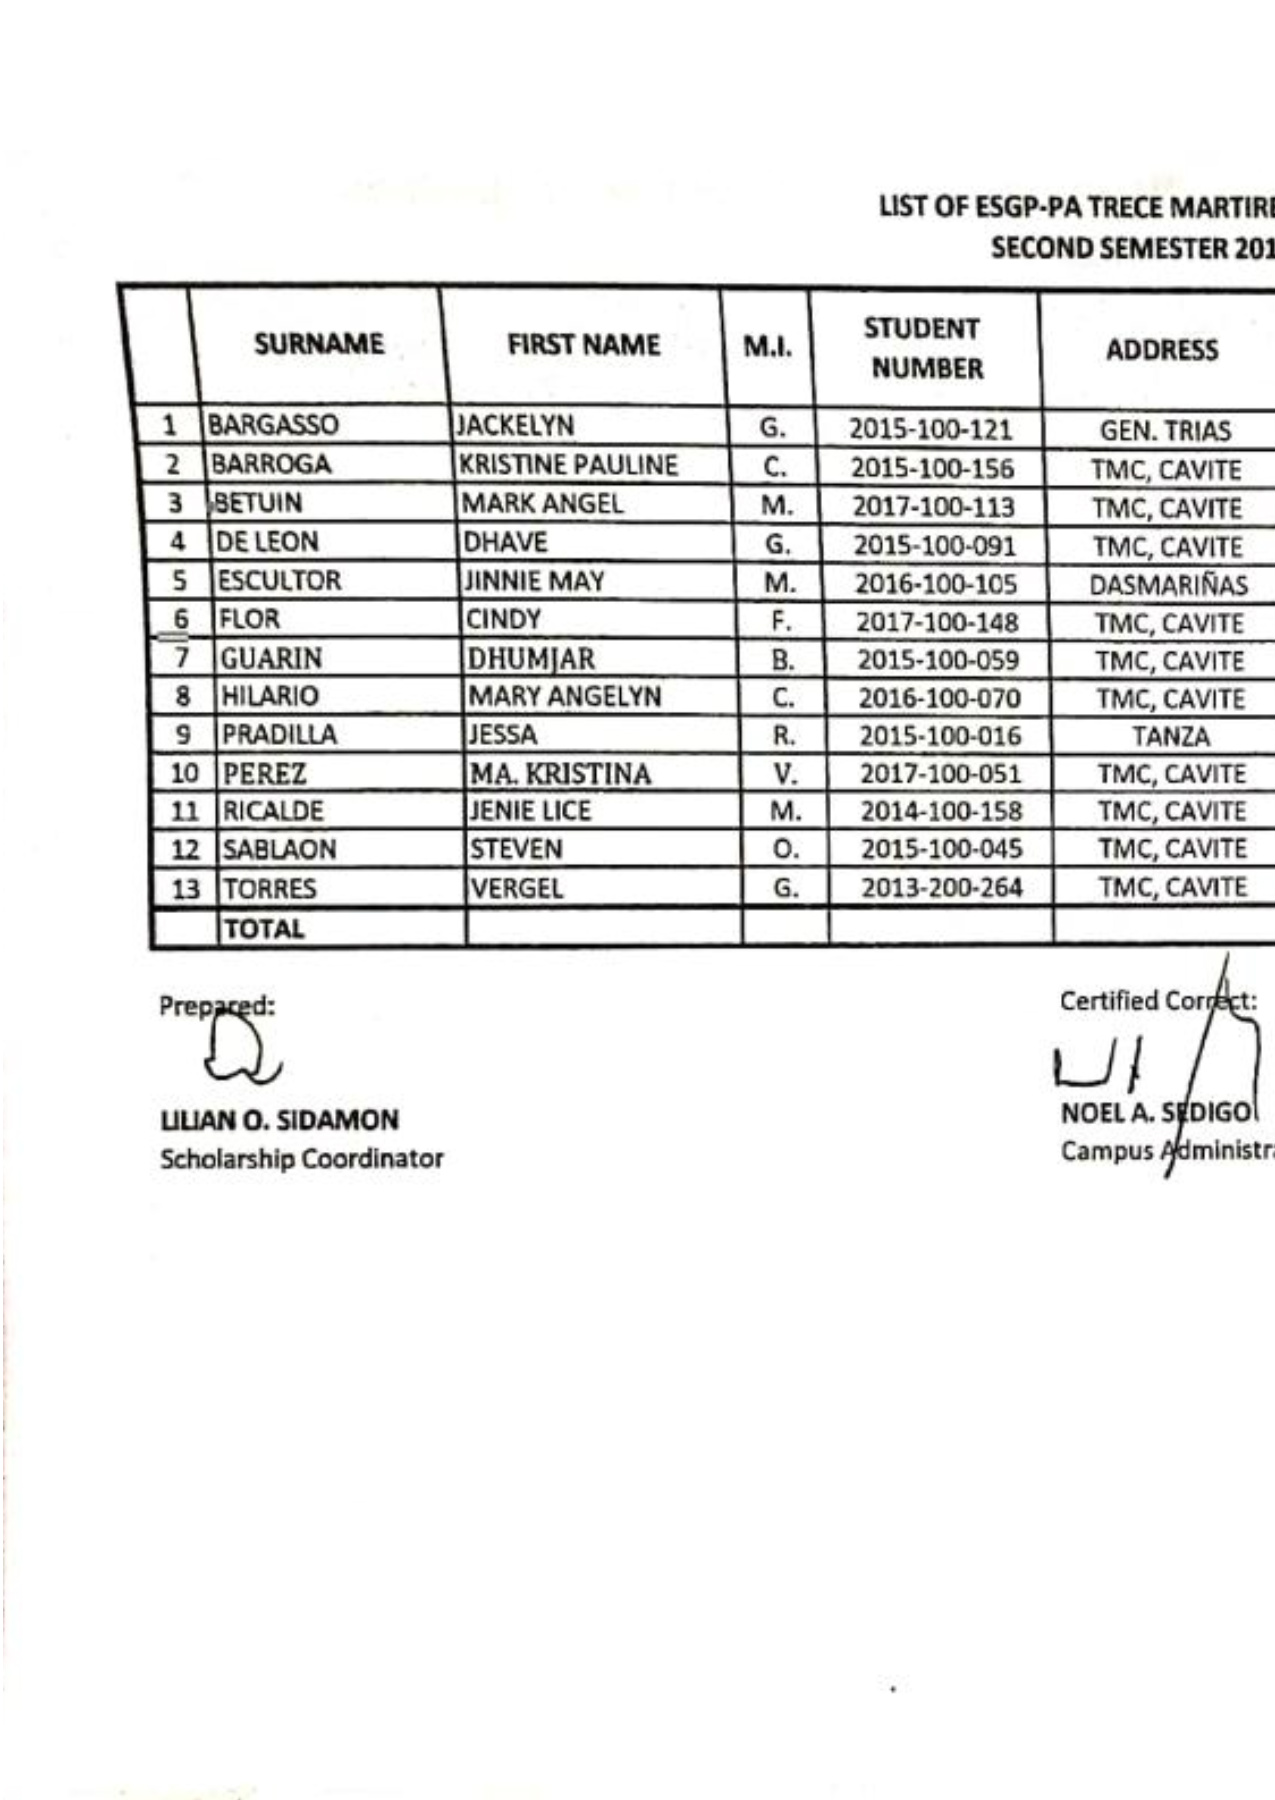 LIST OF ESGP-PA TRECE MARTIRE
SECOND SEMESTER 201
SURNAME FIRST NAME M.I. STUDENT NUMBER ADDRESS
1 BARGASSO JACKELYN G. 2015-100-121 GEN. TRIAS
2 BARROGA KRISTINE PAULINE C. 2015-100-156 TMC, CAVITE
3 BETUIN MARK ANGEL M. 2017-100-113 TMC, CAVITE
4 DE LEON DHAVE G. 2015-100-091 TMC, CAVITE
5 ESCULTOR JINNIE MAY M. 2016-100-105 DASMARIÑAS
6 FLOR CINDY F. 2017-100-148 TMC, CAVITE
7 GUARIN DHUMJAR B. 2015-100-059 TMC, CAVITE
8 HILARIO MARY ANGELYN C. 2016-100-070 TMC, CAVITE
9 PRADILLA JESSA R. 2015-100-016 TANZA
10 PEREZ MA. KRISTINA V. 2017-100-051 TMC, CAVITE
11 RICALDE JENIE LICE M. 2014-100-158 TMC, CAVITE
12 SABLAON STEVEN O. 2015-100-045 TMC, CAVITE
13 TORRES VERGEL G. 2013-200-264 TMC, CAVITE
TOTAL
Prepared: Certified Correct:
LILIAN O. SIDAMON NOEL A. SEDIGO
Scholarship Coordinator Campus Administra